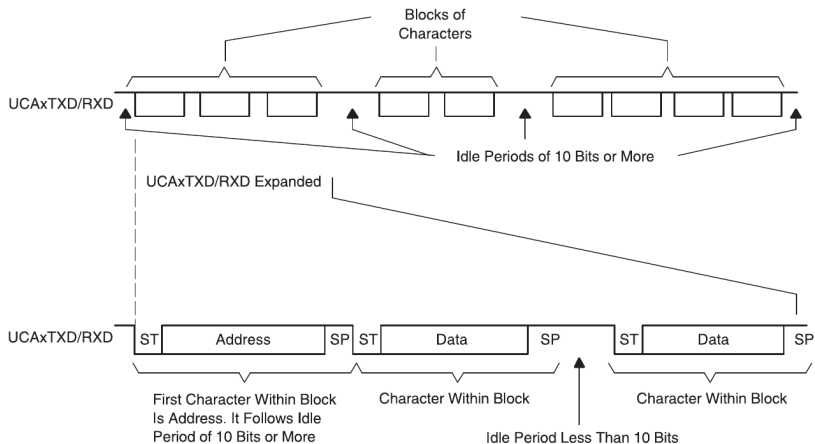 Blocks of
Characters
UCAxTXD/RXD
Idle Periods of 10 Bits or More
UCAxTXD/RXD Expanded
UCAxTXD/RXD
ST
Address
SP
ST
Data
SP
ST
Data
SP
First Character Within Block
Is Address. It Follows Idle
Period of 10 Bits or More
Character Within Block
Character Within Block
Idle Period Less Than 10 Bits